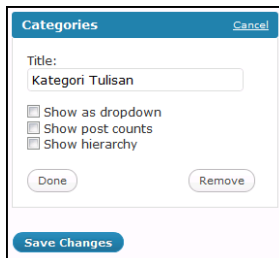 Categories Cancel
Title:
Kategori Tulisan
Show as dropdown
Show post counts
Show hierarchy
Done Remove
Save Changes